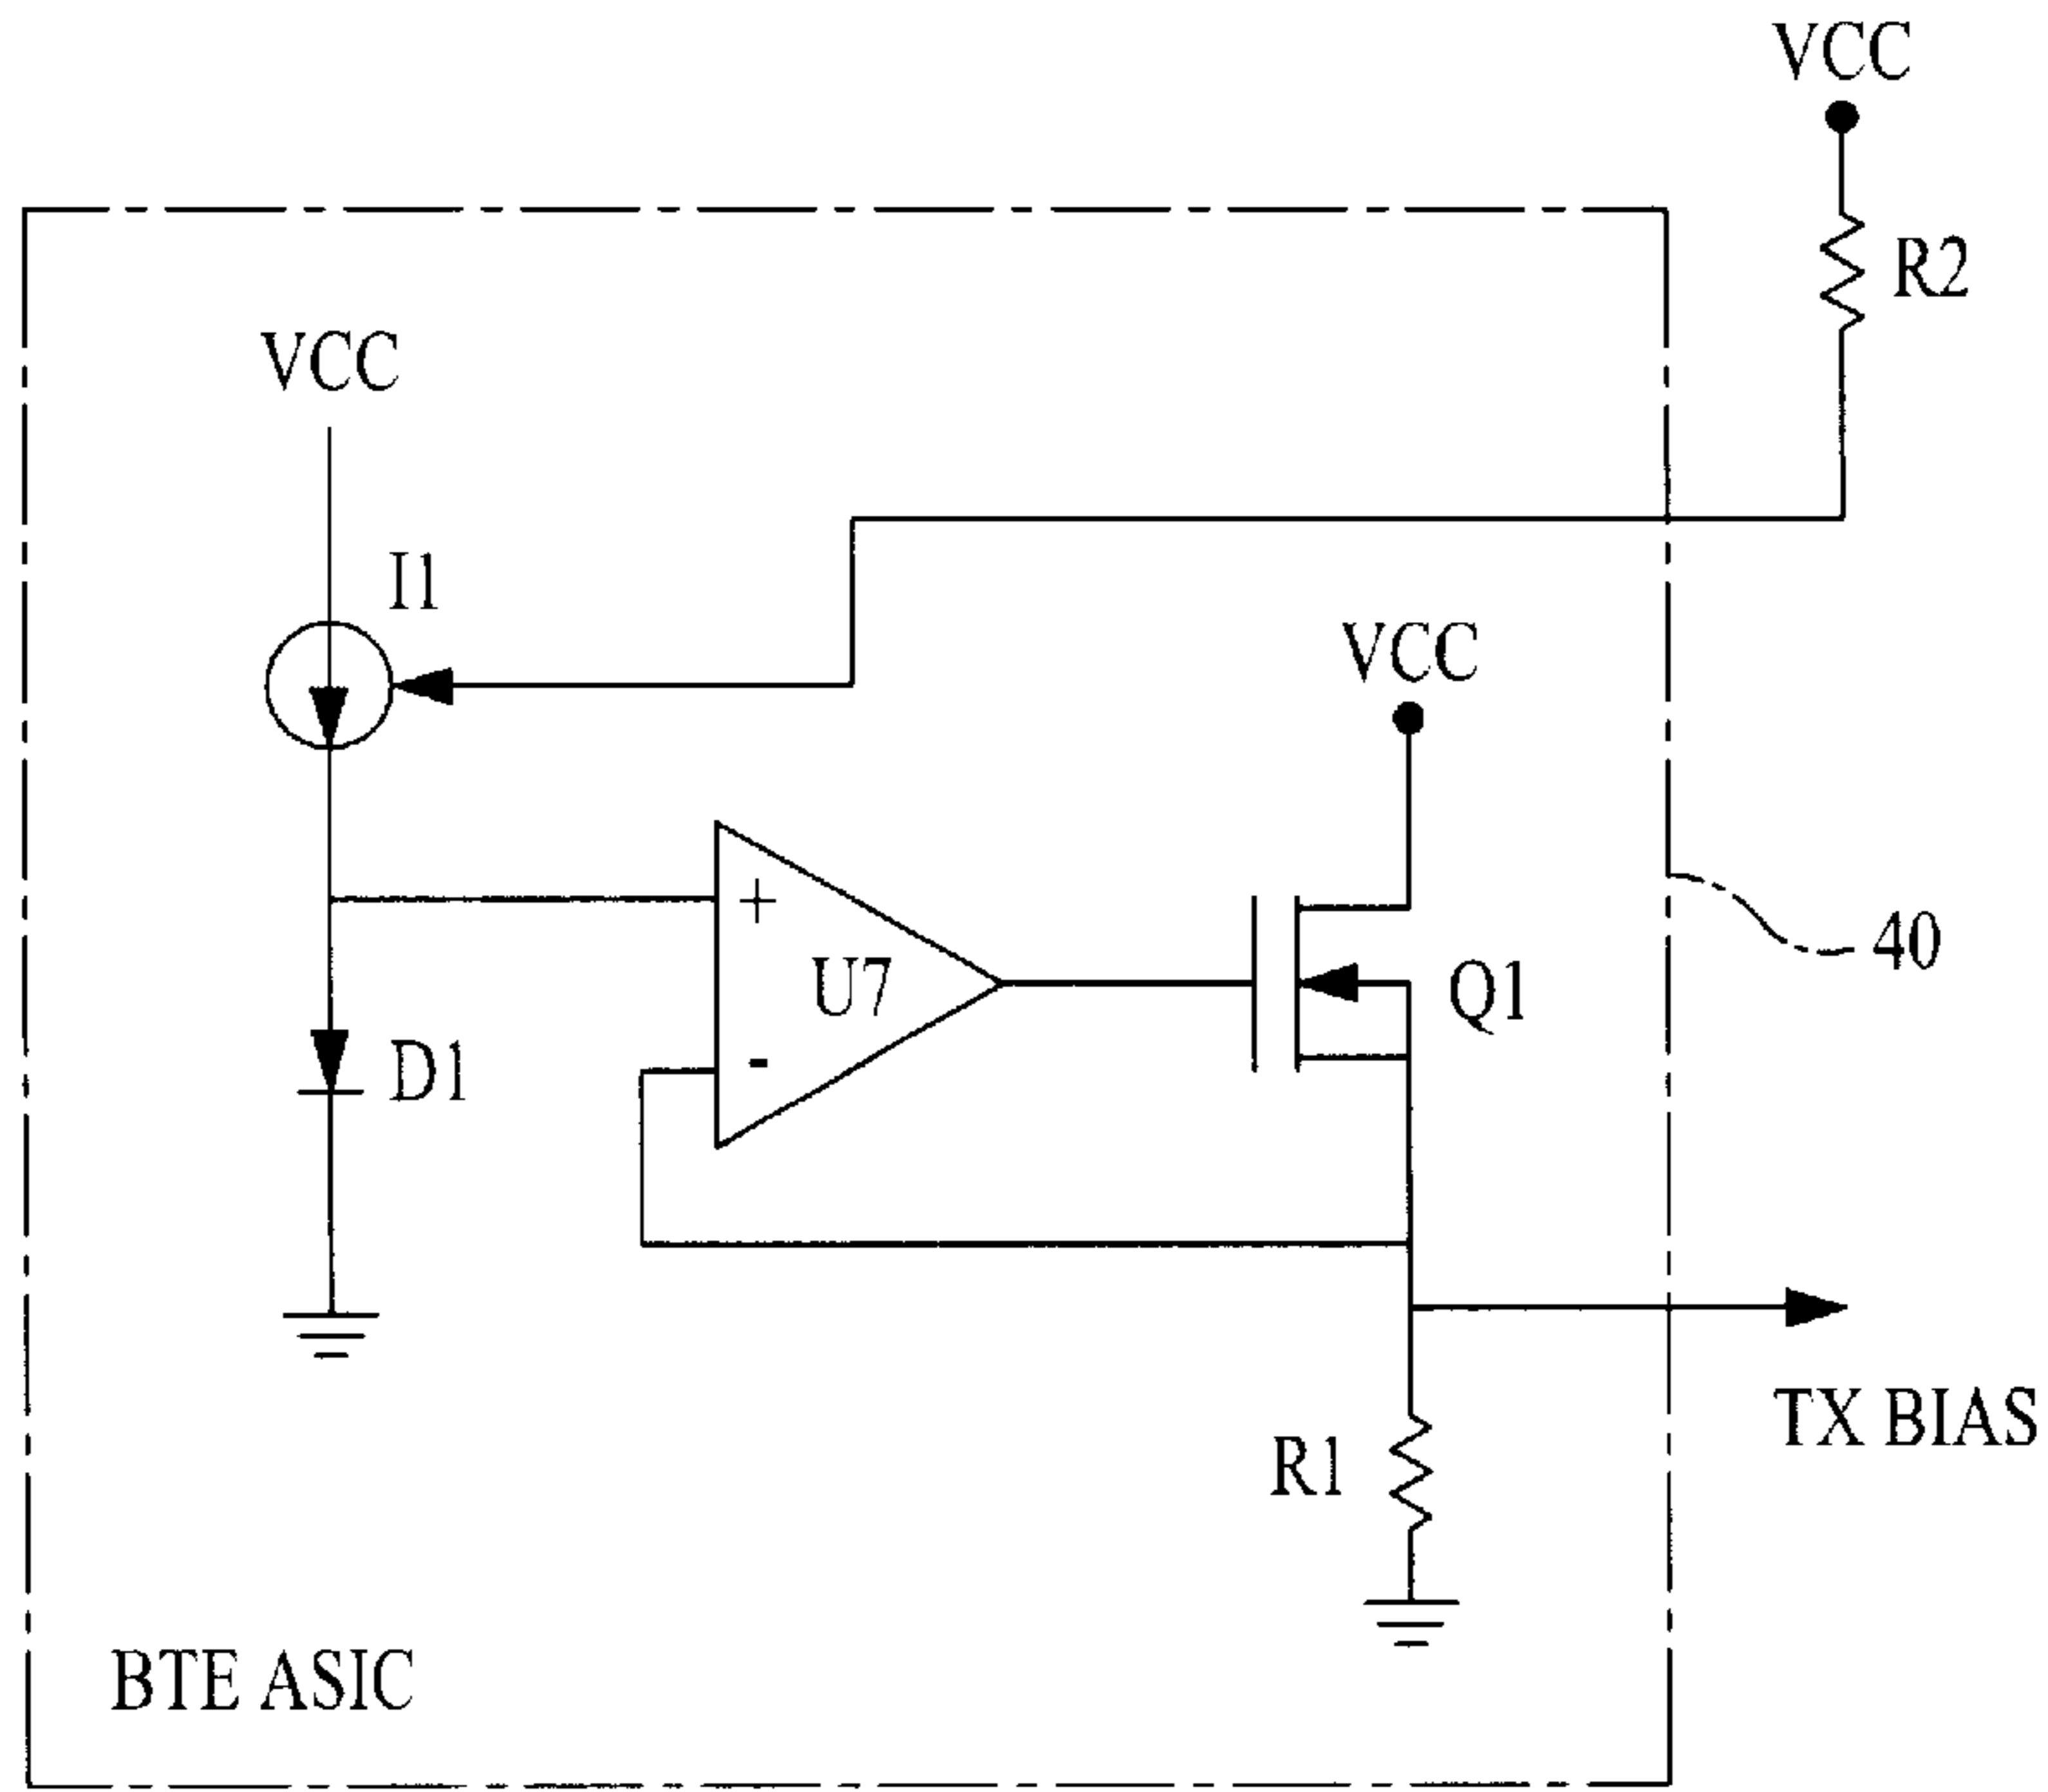 VCC
R2
VCC
I1
VCC
+
U7
-
Q1
40
D1
TX BIAS
R1
BTE ASIC